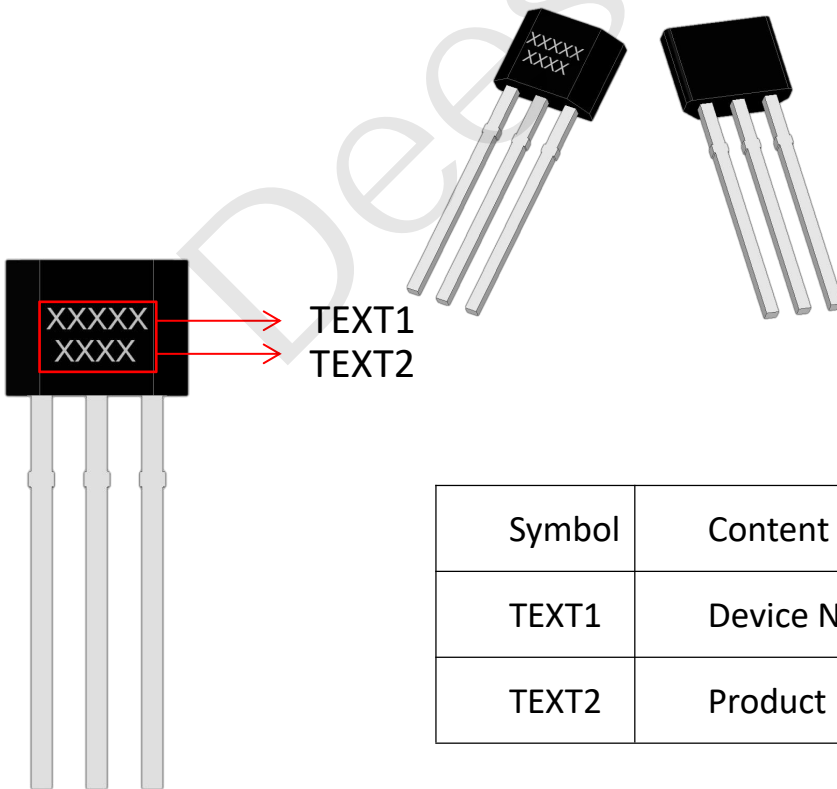 XXXXX
XXXX
XXXXX
XXXX
TEXT1
TEXT2
Symbol Content
TEXT1 Device
TEXT2 Product